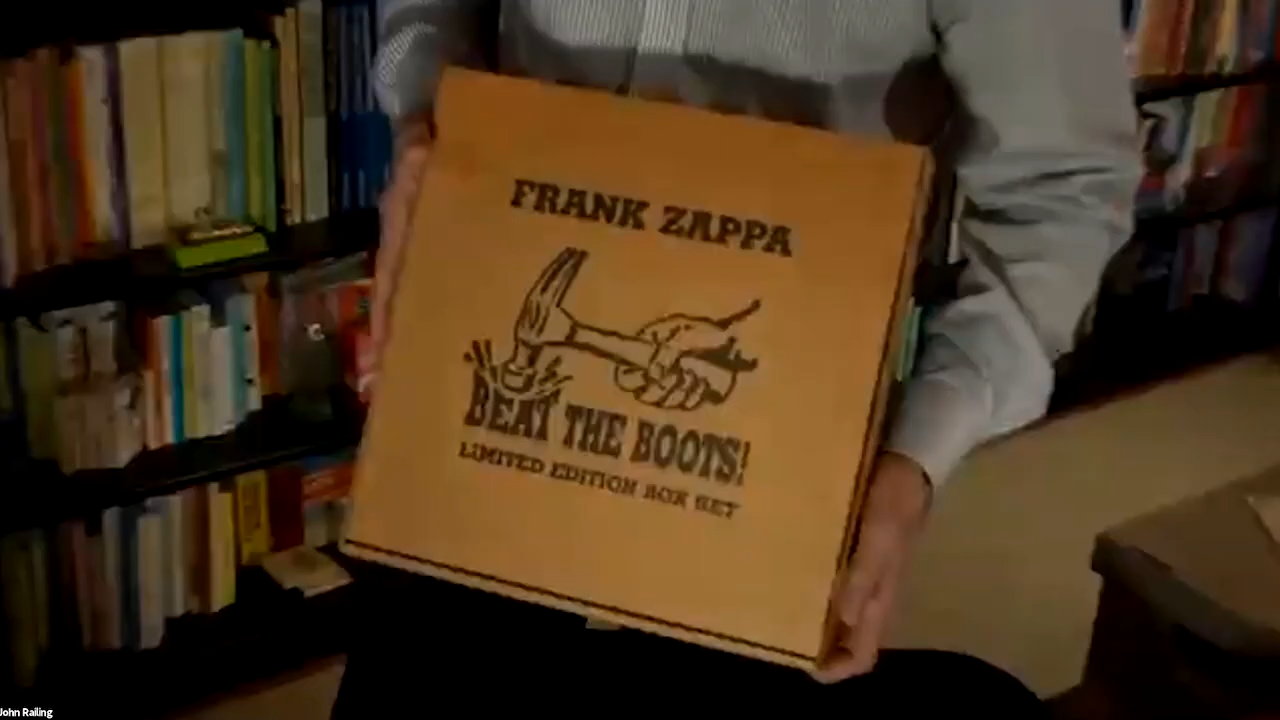 FRANK ZAPPA
BEAT THE BOOTS!
LIMITED EDITION BOX SET
John Railing